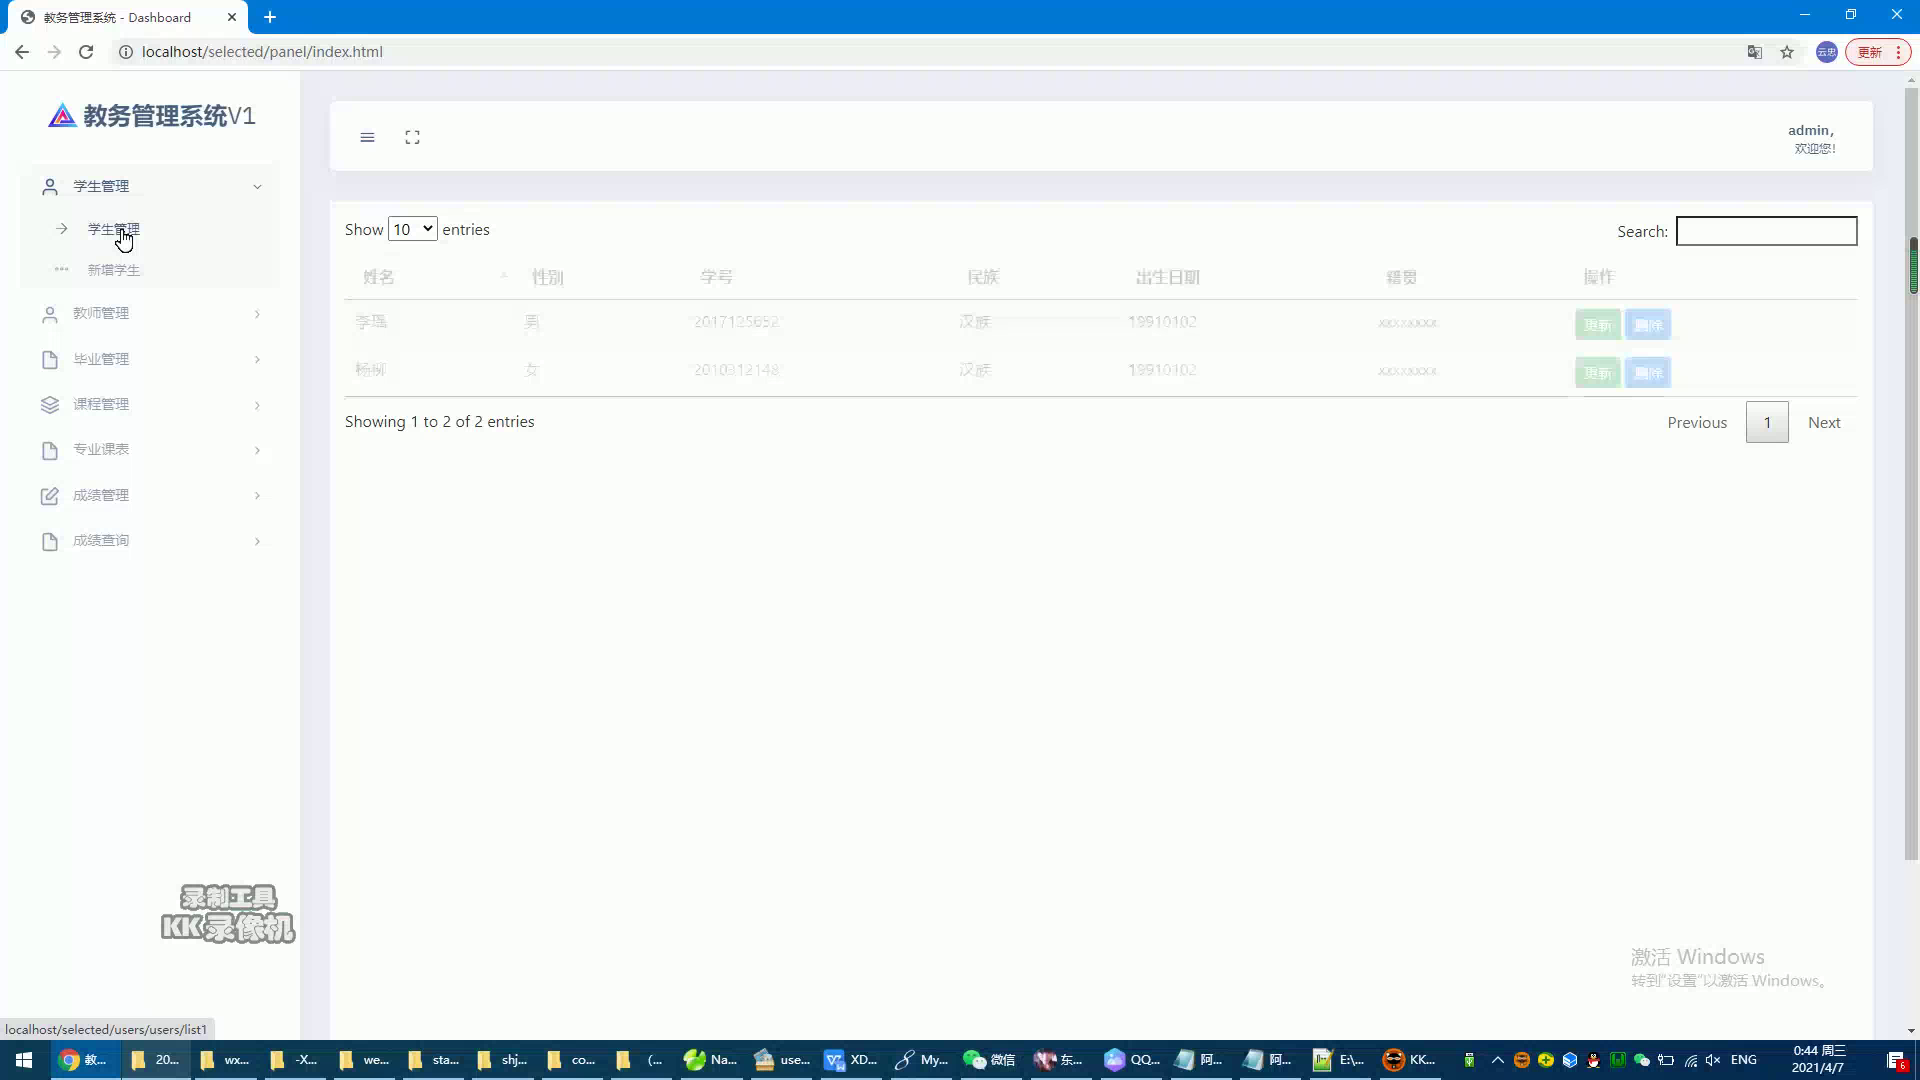 教务管理系统 - Dashboard
localhost/selected/panel/index.html
云忠
更新
教务管理系统V1
admin，
欢迎您!
学生管理
学生管理
新增学生
教师管理
毕业管理
课程管理
专业课表
成绩管理
成绩查询
Show 10 entries
Search:
姓名 性别 学号 民族 出生日期 籍贯 操作
李瑶 男 2017125652 汉族 19910102 xxxxxxxx 更新 删除
杨柳 女 2010312148 汉族 19910102 xxxxxxxx 更新 删除
Showing 1 to 2 of 2 entries
Previous 1 Next
录制工具
KK录像机
激活 Windows
转到"设置"以激活 Windows。
localhost/selected/users/users/list1
教... 20... wx... -X... we... sta... shj... co... (... Na... use... XD... My... 微信 东... QQ... 阿... 阿... E:\... KK... ENG
0:44 周三
2021/4/7
6